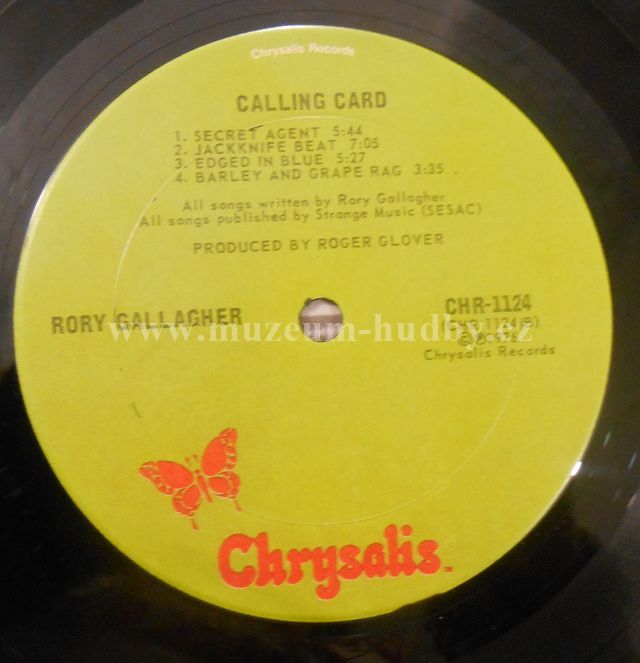 Chrysalis Records
CALLING CARD
1. SECRET AGENT 5:44
2. JACKKNIFE BEAT 7:05
3. EDGED IN BLUE 5:27
4. BARLEY AND GRAPE RAG 3:35
All songs written by Rory Gallagher
All songs published by Strange Music (SESAC)
PRODUCED BY ROGER GLOVER
RORY GALLAGHER
CHR-1124
(CHR-1124/B)
www.muzeum-hudby.cz
Chrysalis Records
Chrysalis